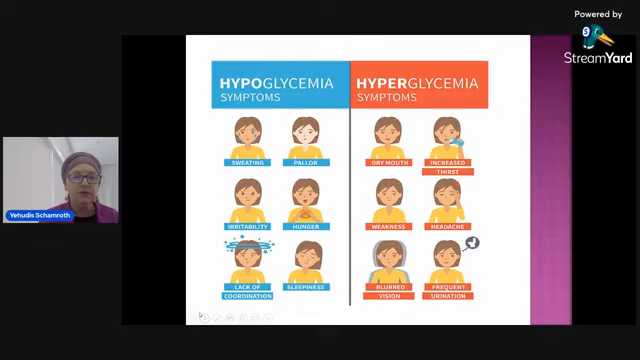 Powered by
StreamYard
HYPOGLYCEMIA
SYMPTOMS
HYPERGLYCEMIA
SYMPTOMS
SWEATING
PALLOR
DRY MOUTH
INCREASED
THIRST
IRRITABILITY
HUNGER
WEAKNESS
HEADACHE
LACK OF
COORDINATION
SLEEPINESS
BLURRED
VISION
FREQUENT
URINATION
Yehudis Schamroth